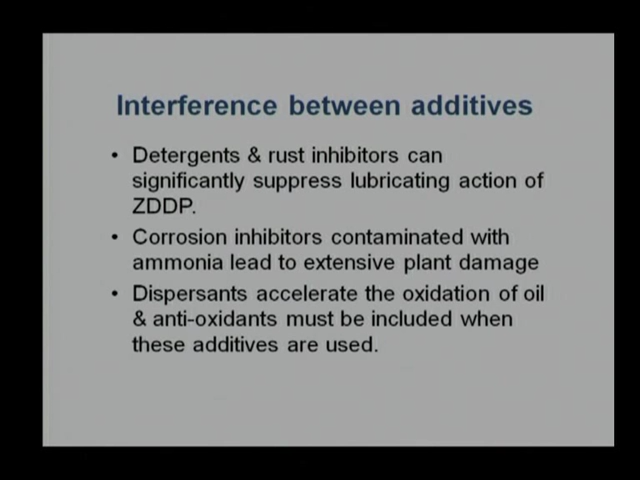 Interference between additives
• Detergents & rust inhibitors can
significantly suppress lubricating action of
ZDDP.
• Corrosion inhibitors contaminated with
ammonia lead to extensive plant damage
• Dispersants accelerate the oxidation of oil
& anti-oxidants must be included when
these additives are used.